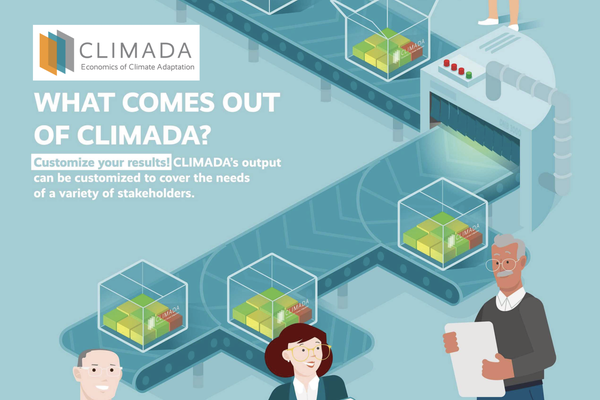 CLIMADA
Economics of Climate Adaptation
WHAT COMES OUT
OF CLIMADA?
Customize your results! CLIMADA's output
can be customized to cover the needs
of a variety of stakeholders.